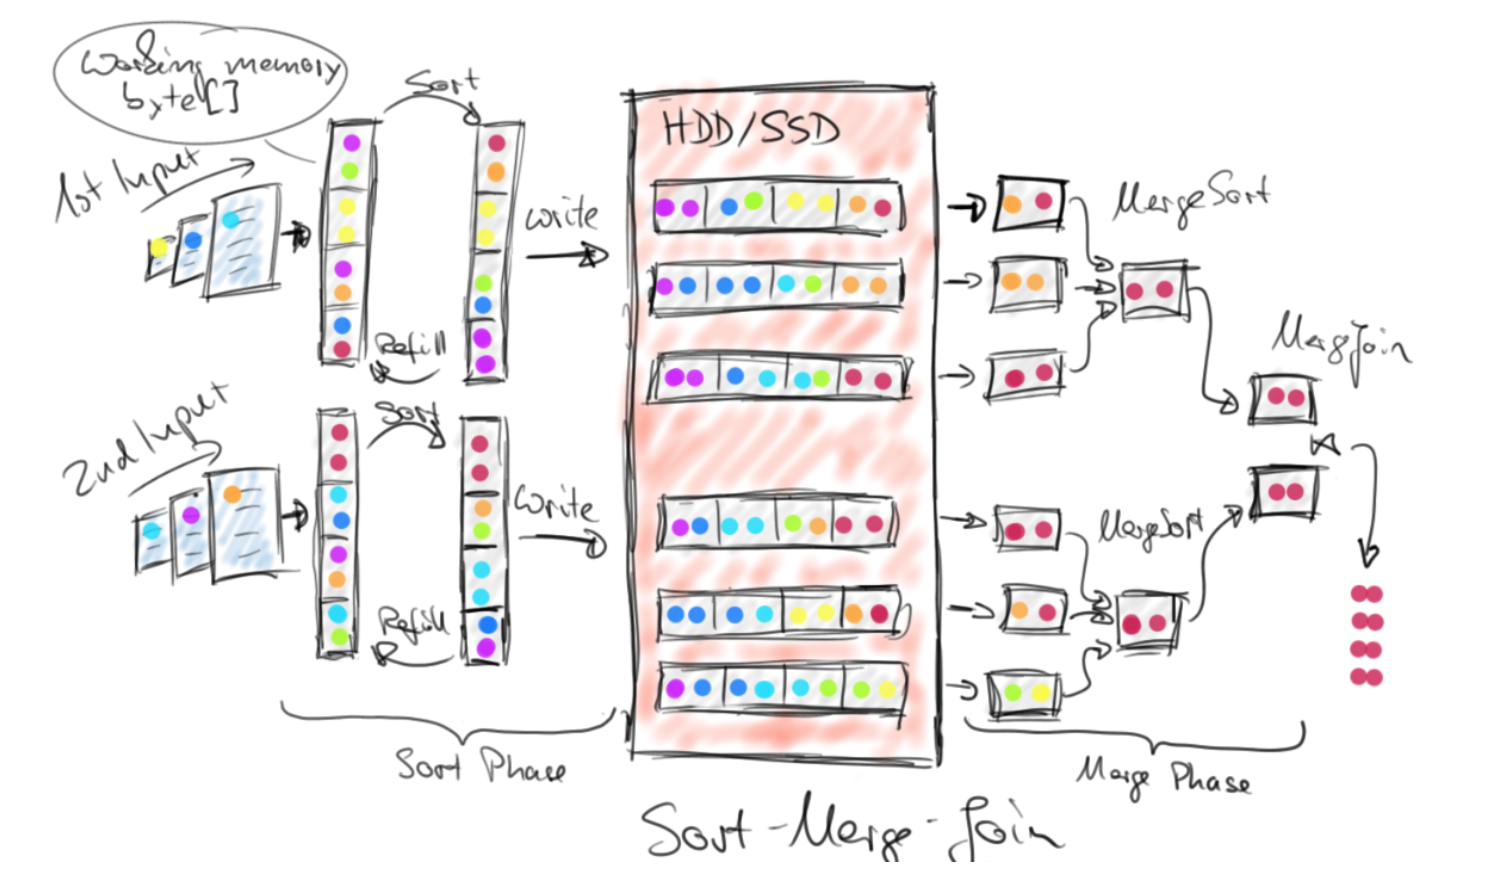 Working memory
byte[]
Sort
1st Input
HDD/SSD
write
Refill
MergeSort
MergeJoin
2nd Input
Sort
Write
Refill
MergeSort
Sort Phase
Merge Phase
Sort-Merge-Join